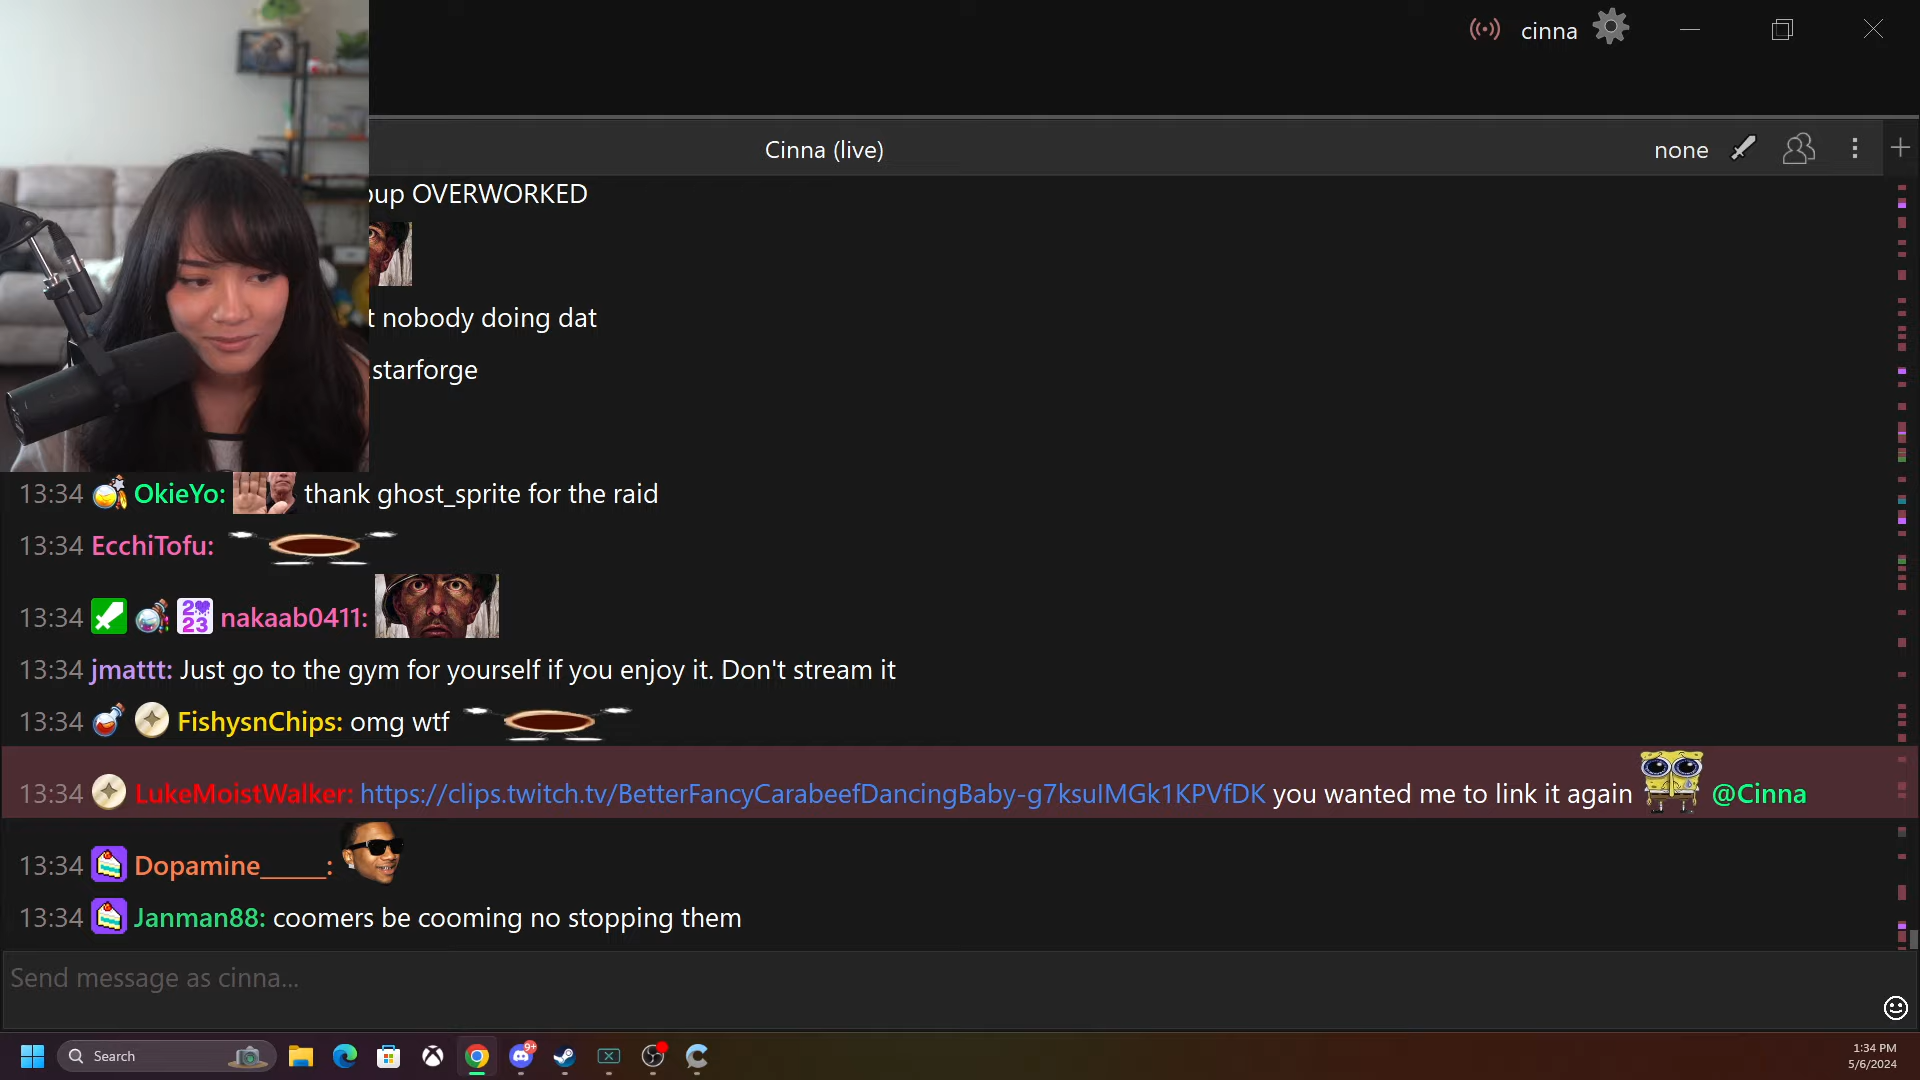 cinna
Cinna (live)
none
oup OVERWORKED
t nobody doing dat
starforge
13:34 OkieYo: thank ghost_sprite for the raid
13:34 EcchiTofu:
13:34 2 23 nakaab0411:
13:34 jmattt: Just go to the gym for yourself if you enjoy it. Don't stream it
13:34 FishysnChips: omg wtf
13:34 LukeMoistWalker: https://clips.twitch.tv/BetterFancyCarabeefDancingBaby-g7ksuIMGk1KPVfDK you wanted me to link it again @Cinna
13:34 Dopamine_____:
13:34 Janman88: coomers be cooming no stopping them
Send message as cinna...
Search
9+
1:34 PM
5/6/2024